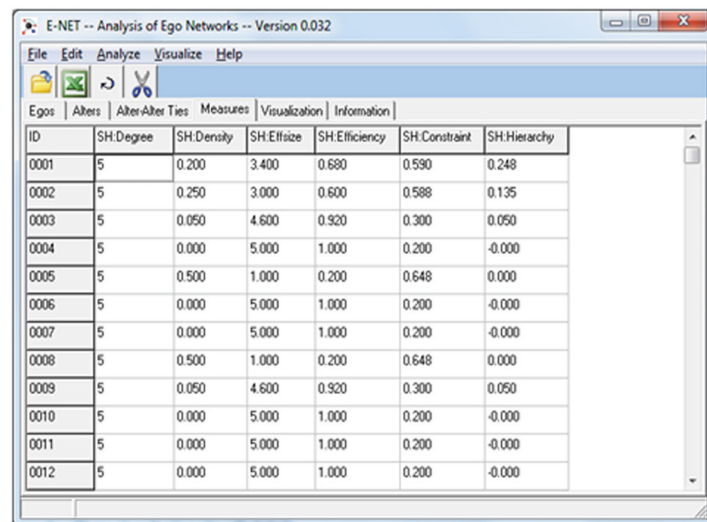 E-NET -- Analysis of Ego Networks -- Version 0.032
File Edit Analyze Visualize Help
Egos Alters Alter-Alter Ties Measures Visualization Information
ID SH:Degree SH:Density SH:Effsize SH:Efficiency SH:Constraint SH:Hierarchy
0001 5 0.200 3.400 0.680 0.590 0.248
0002 5 0.250 3.000 0.600 0.588 0.135
0003 5 0.050 4.600 0.920 0.300 0.050
0004 5 0.000 5.000 1.000 0.200 -0.000
0005 5 0.500 1.000 0.200 0.648 0.000
0006 5 0.000 5.000 1.000 0.200 -0.000
0007 5 0.000 5.000 1.000 0.200 -0.000
0008 5 0.500 1.000 0.200 0.648 0.000
0009 5 0.050 4.600 0.920 0.300 0.050
0010 5 0.000 5.000 1.000 0.200 -0.000
0011 5 0.000 5.000 1.000 0.200 -0.000
0012 5 0.000 5.000 1.000 0.200 -0.000